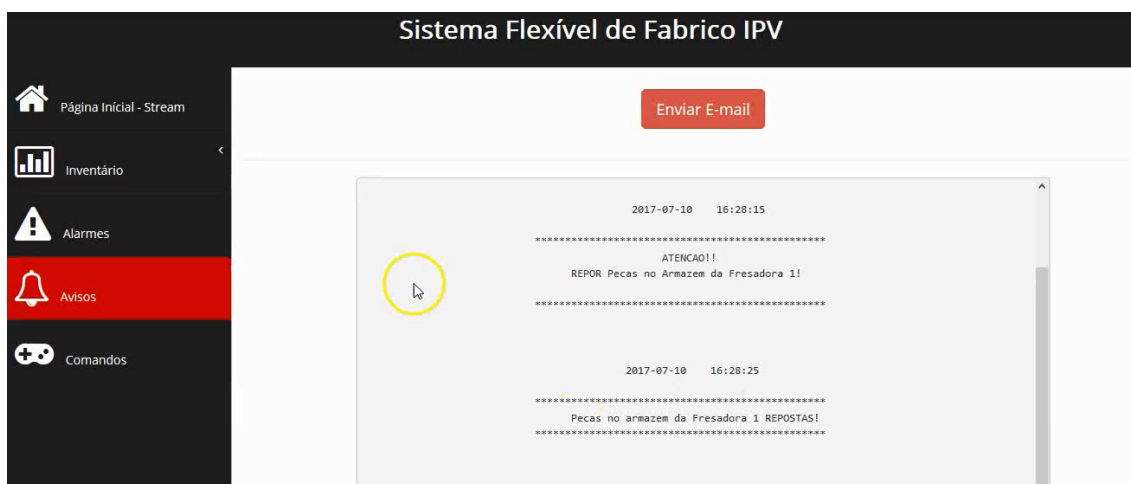 Sistema Flexível de Fabrico IPV
Página Inícial - Stream
Inventário
Alarmes
Avisos
Comandos
Enviar E-mail
2017-07-10 16:28:15
************************************************
ATENCAO!!
REPOR Pecas no Armazem da Fresadora 1!
************************************************
2017-07-10 16:28:25
************************************************
Pecas no armazem da Fresadora 1 REPOSTAS!
************************************************